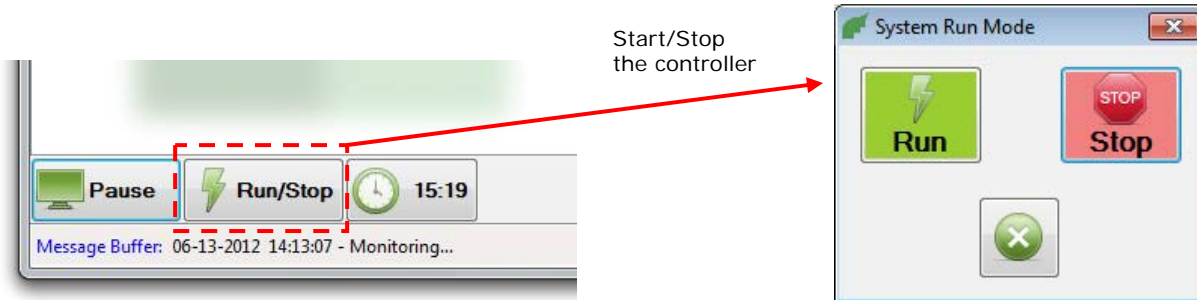 Start/Stop
the controller
System Run Mode
Run
STOP
Stop
Pause
Run/Stop
15:19
Message Buffer: 06-13-2012 14:13:07 - Monitoring...